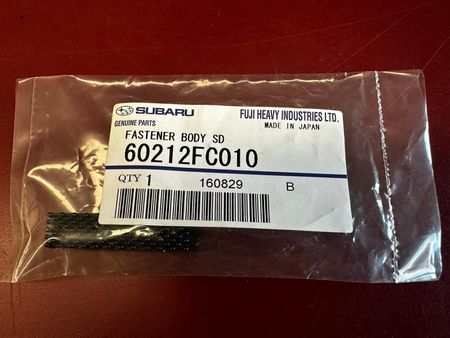 SUBARU FUJI HEAVY INDUSTRIES LTD.
GENUINE PARTS MADE IN JAPAN
FASTENER BODY SD
60212FC010
QTY 1 160829 B